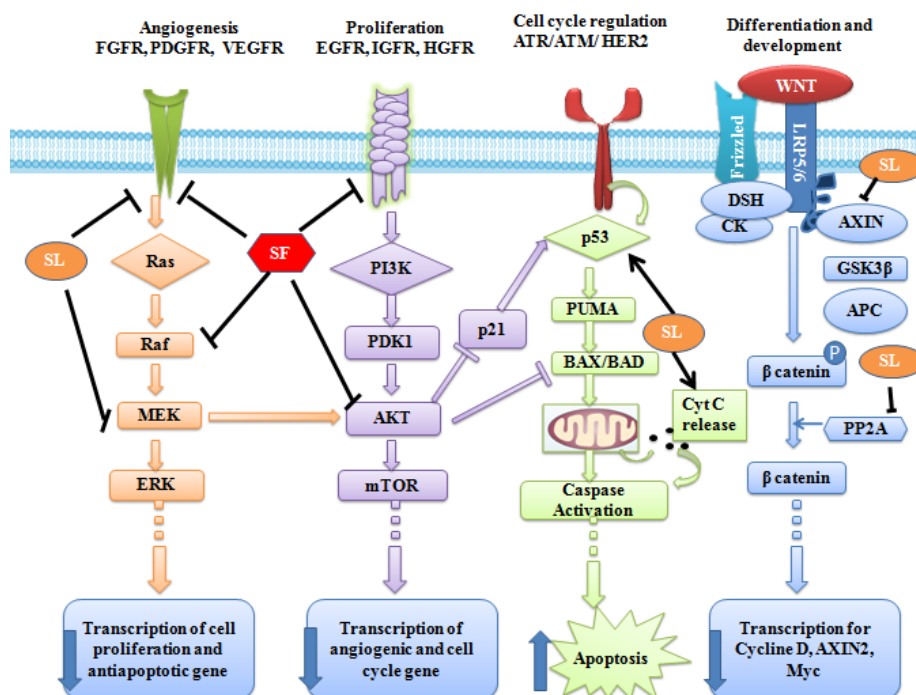 Angiogenesis
FGFR, PDGFR, VEGFR
Proliferation
EGFR, IGFR, HGFR
Cell cycle regulation
ATR/ATM/ HER2
Differentiation and
development
WNT
Frizzled
LRP5/6
SL
DSH
CK
AXIN
SL
Ras
SF
PI3K
p53
GSK3β
APC
Raf
PDK1
p21
PUMA
SL
BAX/BAD
β catenin
P
SL
MEK
AKT
Cyt C
release
PP2A
ERK
mTOR
Caspase
Activation
β catenin
Transcription of cell
proliferation and
antiapoptotic gene
Transcription of
angiogenic and cell
cycle gene
Apoptosis
Transcription for
Cycline D, AXIN2,
Myc